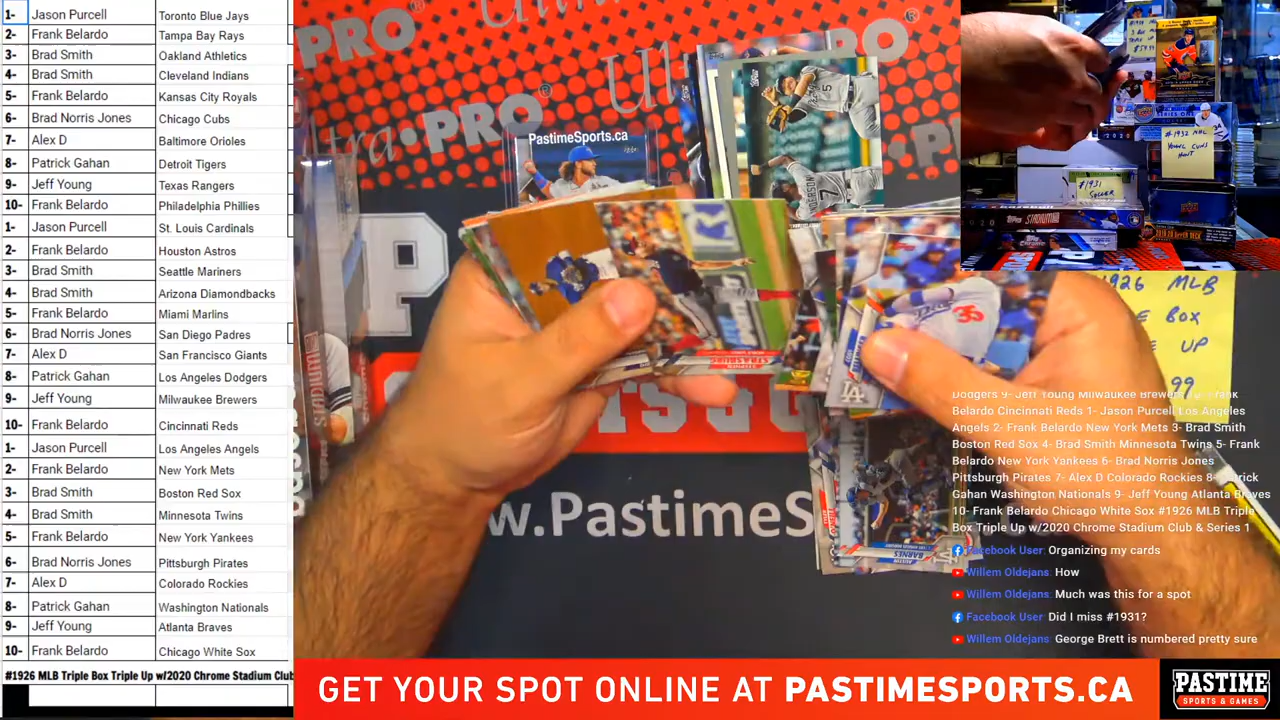 1- Jason Purcell Toronto Blue Jays
2- Frank Belardo Tampa Bay Rays
3- Brad Smith Oakland Athletics
4- Brad Smith Cleveland Indians
5- Frank Belardo Kansas City Royals
6- Brad Norris Jones Chicago Cubs
7- Alex D Baltimore Orioles
8- Patrick Gahan Detroit Tigers
9- Jeff Young Texas Rangers
10- Frank Belardo Philadelphia Phillies
1- Jason Purcell St. Louis Cardinals
2- Frank Belardo Houston Astros
3- Brad Smith Seattle Mariners
4- Brad Smith Arizona Diamondbacks
5- Frank Belardo Miami Marlins
6- Brad Norris Jones San Diego Padres
7- Alex D San Francisco Giants
8- Patrick Gahan Los Angeles Dodgers
9- Jeff Young Milwaukee Brewers
10- Frank Belardo Cincinnati Reds
1- Jason Purcell Los Angeles Angels
2- Frank Belardo New York Mets
3- Brad Smith Boston Red Sox
4- Brad Smith Minnesota Twins
5- Frank Belardo New York Yankees
6- Brad Norris Jones Pittsburgh Pirates
7- Alex D Colorado Rockies
8- Patrick Gahan Washington Nationals
9- Jeff Young Atlanta Braves
10- Frank Belardo Chicago White Sox
#1926 MLB Triple Box Triple Up w/2020 Chrome Stadium Club
PRO
Ultra
PRO
PastimeSports.ca
STRASBURG
BARNES
STADIUM
w.PastimeS
#1932 NHL
YOUNG GUNS
HUNT
#1931
SOCCER
1926 MLB
BOX
UP
99
Dodgers 9- Jeff Young Milwaukee Brewers 10- Frank
Belardo Cincinnati Reds 1- Jason Purcell Los Angeles
Angels 2- Frank Belardo New York Mets 3- Brad Smith
Boston Red Sox 4- Brad Smith Minnesota Twins 5- Frank
Belardo New York Yankees 6- Brad Norris Jones
Pittsburgh Pirates 7- Alex D Colorado Rockies 8- Patrick
Gahan Washington Nationals 9- Jeff Young Atlanta Braves
10- Frank Belardo Chicago White Sox #1926 MLB Triple
Box Triple Up w/2020 Chrome Stadium Club & Series 1
Facebook User: Organizing my cards
Willem Oldejans: How
Willem Oldejans: Much was this for a spot
Facebook User: Did I miss #1931?
Willem Oldejans: George Brett is numbered pretty sure
GET YOUR SPOT ONLINE AT PASTIMESPORTS.CA
PASTIME
SPORTS & GAMES